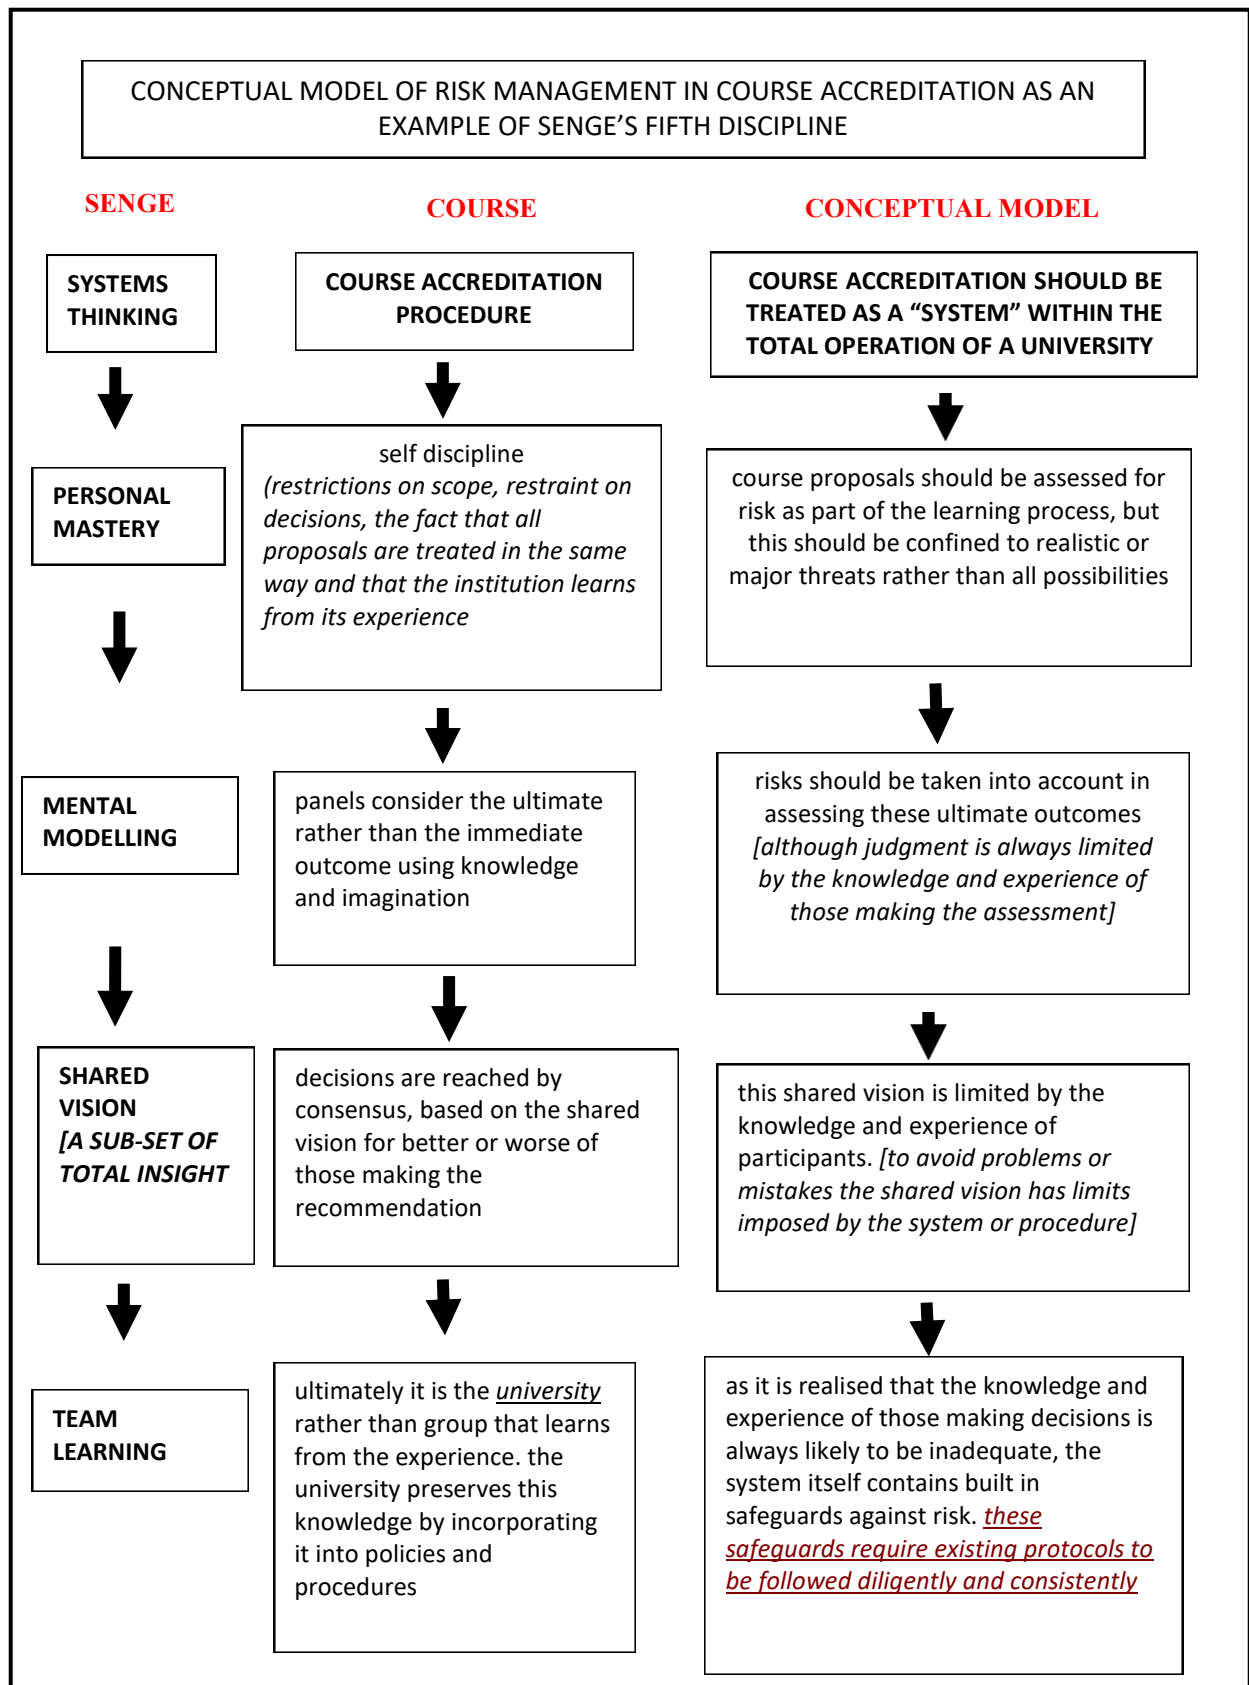 CONCEPTUAL MODEL OF RISK MANAGEMENT IN COURSE ACCREDITATION AS AN
EXAMPLE OF SENGE'S FIFTH DISCIPLINE
SENGE
COURSE
CONCEPTUAL MODEL
SYSTEMS
THINKING
COURSE ACCREDITATION
PROCEDURE
COURSE ACCREDITATION SHOULD BE
TREATED AS A “SYSTEM” WITHIN THE
TOTAL OPERATION OF A UNIVERSITY
PERSONAL
MASTERY
self discipline
(restrictions on scope, restraint on
decisions, the fact that all
proposals are treated in the same
way and that the institution learns
from its experience
course proposals should be assessed for
risk as part of the learning process, but
this should be confined to realistic or
major threats rather than all possibilities
MENTAL
MODELLING
panels consider the ultimate
rather than the immediate
outcome using knowledge
and imagination
risks should be taken into account in
assessing these ultimate outcomes
[although judgment is always limited
by the knowledge and experience of
those making the assessment]
SHARED
VISION
[A SUB-SET OF
TOTAL INSIGHT
decisions are reached by
consensus, based on the shared
vision for better or worse of
those making the
recommendation
this shared vision is limited by the
knowledge and experience of
participants. [to avoid problems or
mistakes the shared vision has limits
imposed by the system or procedure]
TEAM
LEARNING
ultimately it is the university
rather than group that learns
from the experience. the
university preserves this
knowledge by incorporating
it into policies and
procedures
as it is realised that the knowledge and
experience of those making decisions is
always likely to be inadequate, the
system itself contains built in
safeguards against risk. these
safeguards require existing protocols to
be followed diligently and consistently